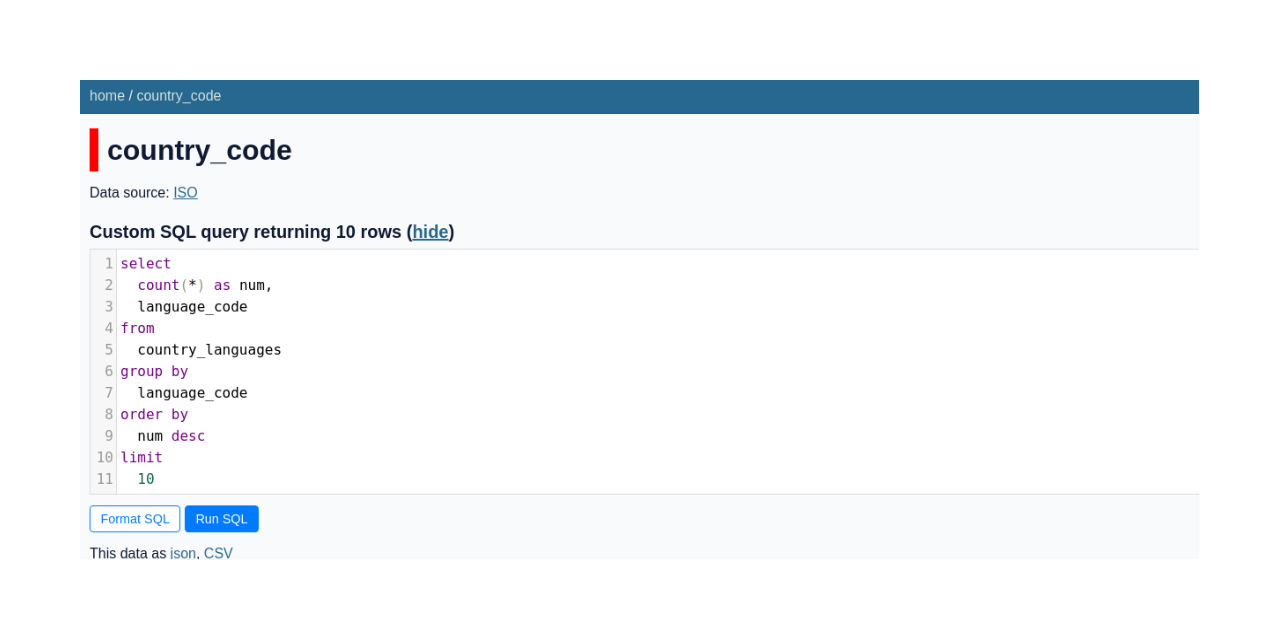 home / country_code
country_code
Data source: ISO
Custom SQL query returning 10 rows (hide)
1 select
2 count(*) as num,
3 language_code
4 from
5 country_languages
6 group by
7 language_code
8 order by
9 num desc
10 limit
11 10
Format SQL Run SQL
This data as json, CSV